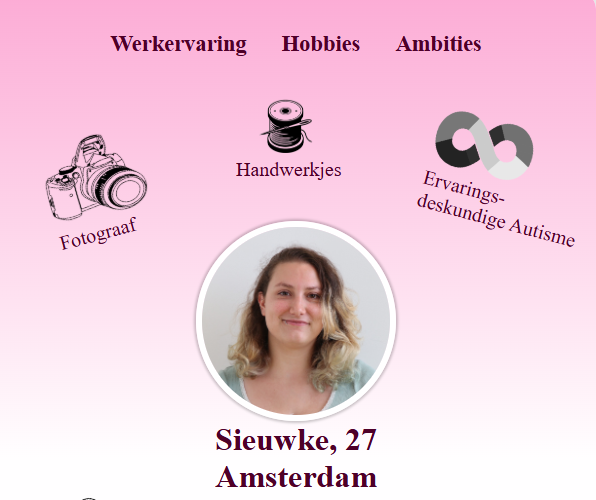 Werkervaring Hobbies Ambities
Handwerkjes
Fotograaf
Ervarings-
deskundige Autisme
Sieuwke, 27
Amsterdam